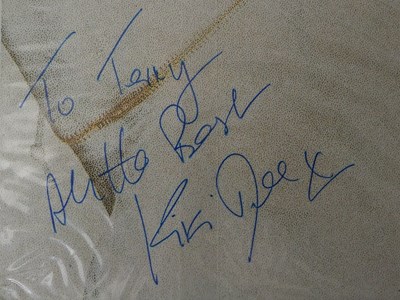 To Terry
All the Best
Kiki Dee x